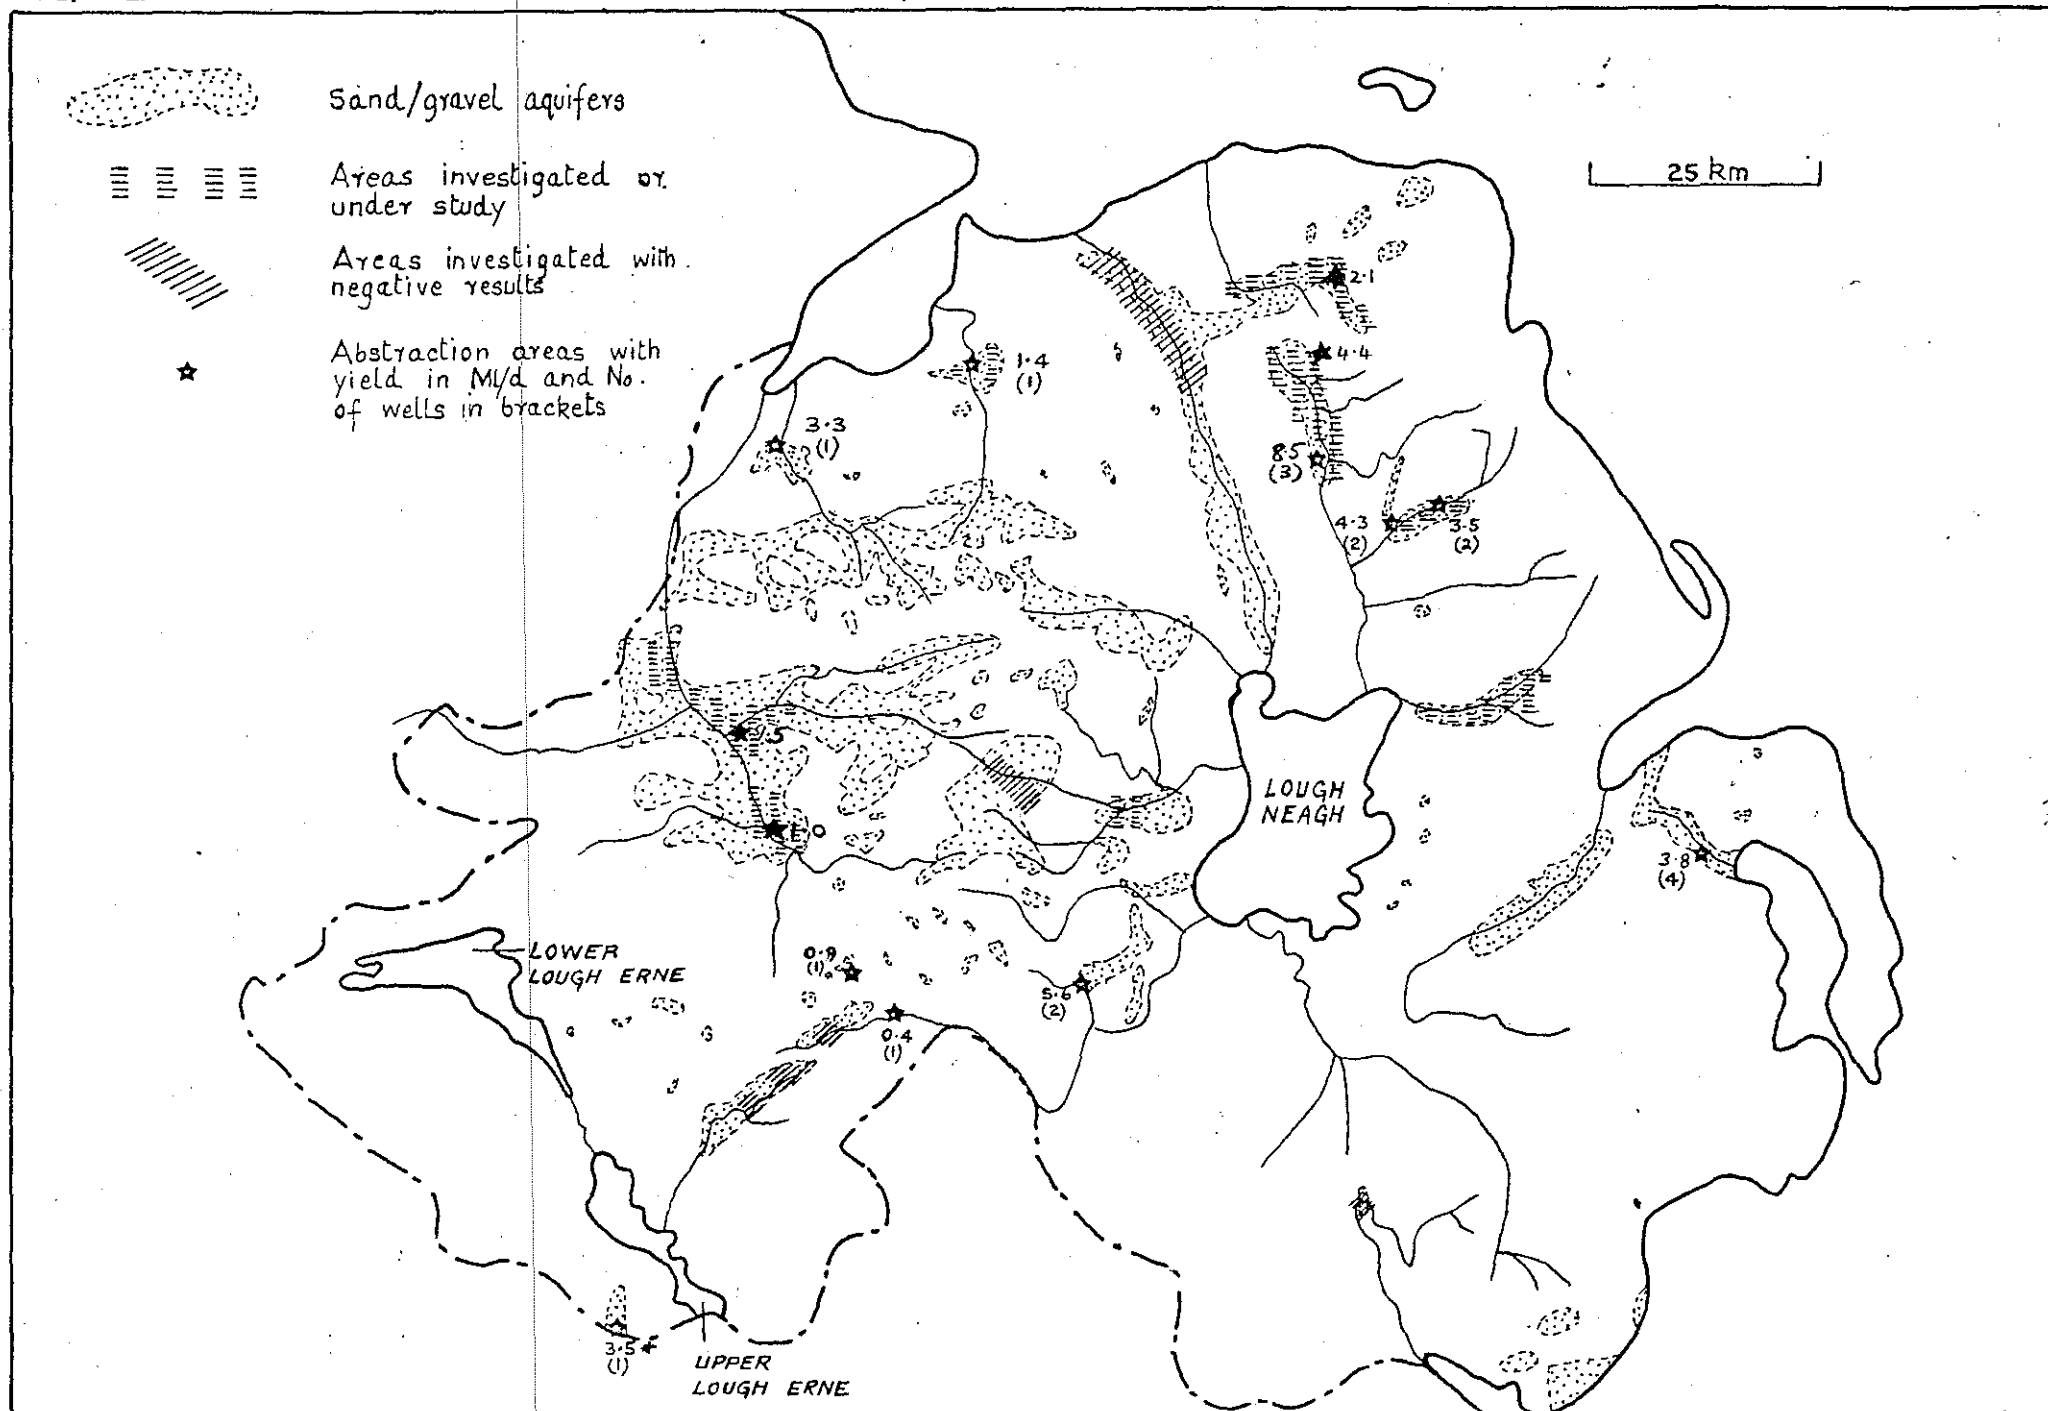 Sand/gravel aquifers
Areas investigated or
under study
Areas investigated with
negative results
Abstraction areas with
yield in Ml/d and No.
of wells in brackets
25 km
2·1
4·4
1·4
(1)
3·3
(1)
8·5
(3)
4·3
(2)
3·5
(2)
LOUGH
NEAGH
3·8
(4)
LOWER
LOUGH ERNE
0·9
(1)
5·6
(2)
0·4
(1)
3·5
(1)
UPPER
LOUGH ERNE